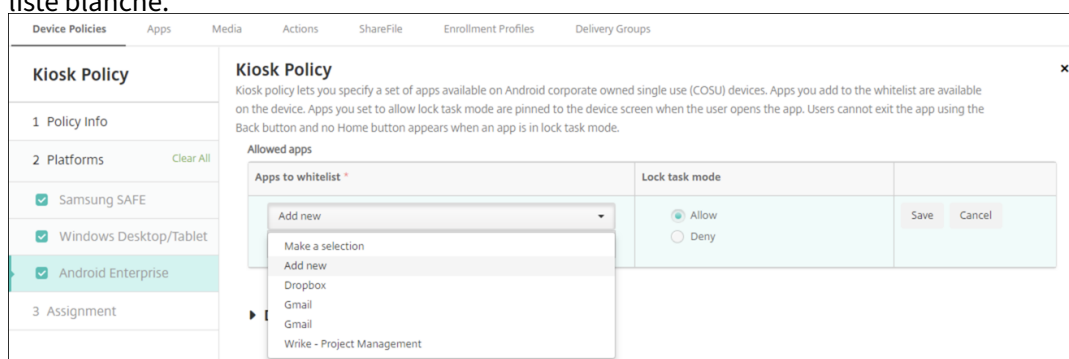 liste blanche.
Device Policies Apps Media Actions ShareFile Enrollment Profiles Delivery Groups
Kiosk Policy
1 Policy Info
2 Platforms Clear All
Samsung SAFE
Windows Desktop/Tablet
Android Enterprise
3 Assignment
Kiosk Policy ×
Kiosk policy lets you specify a set of apps available on Android corporate owned single use (COSU) devices. Apps you add to the whitelist are available
on the device. Apps you set to allow lock task mode are pinned to the device screen when the user opens the app. Users cannot exit the app using the
Back button and no Home button appears when an app is in lock task mode.
Allowed apps
Apps to whitelist * Lock task mode
Add new Allow Save Cancel
Deny
Make a selection
Add new
Dropbox
Gmail
Gmail
Wrike - Project Management